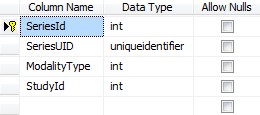 Column Name Data Type Allow Nulls
SeriesId int
SeriesUID uniqueidentifier
ModalityType int
StudyId int